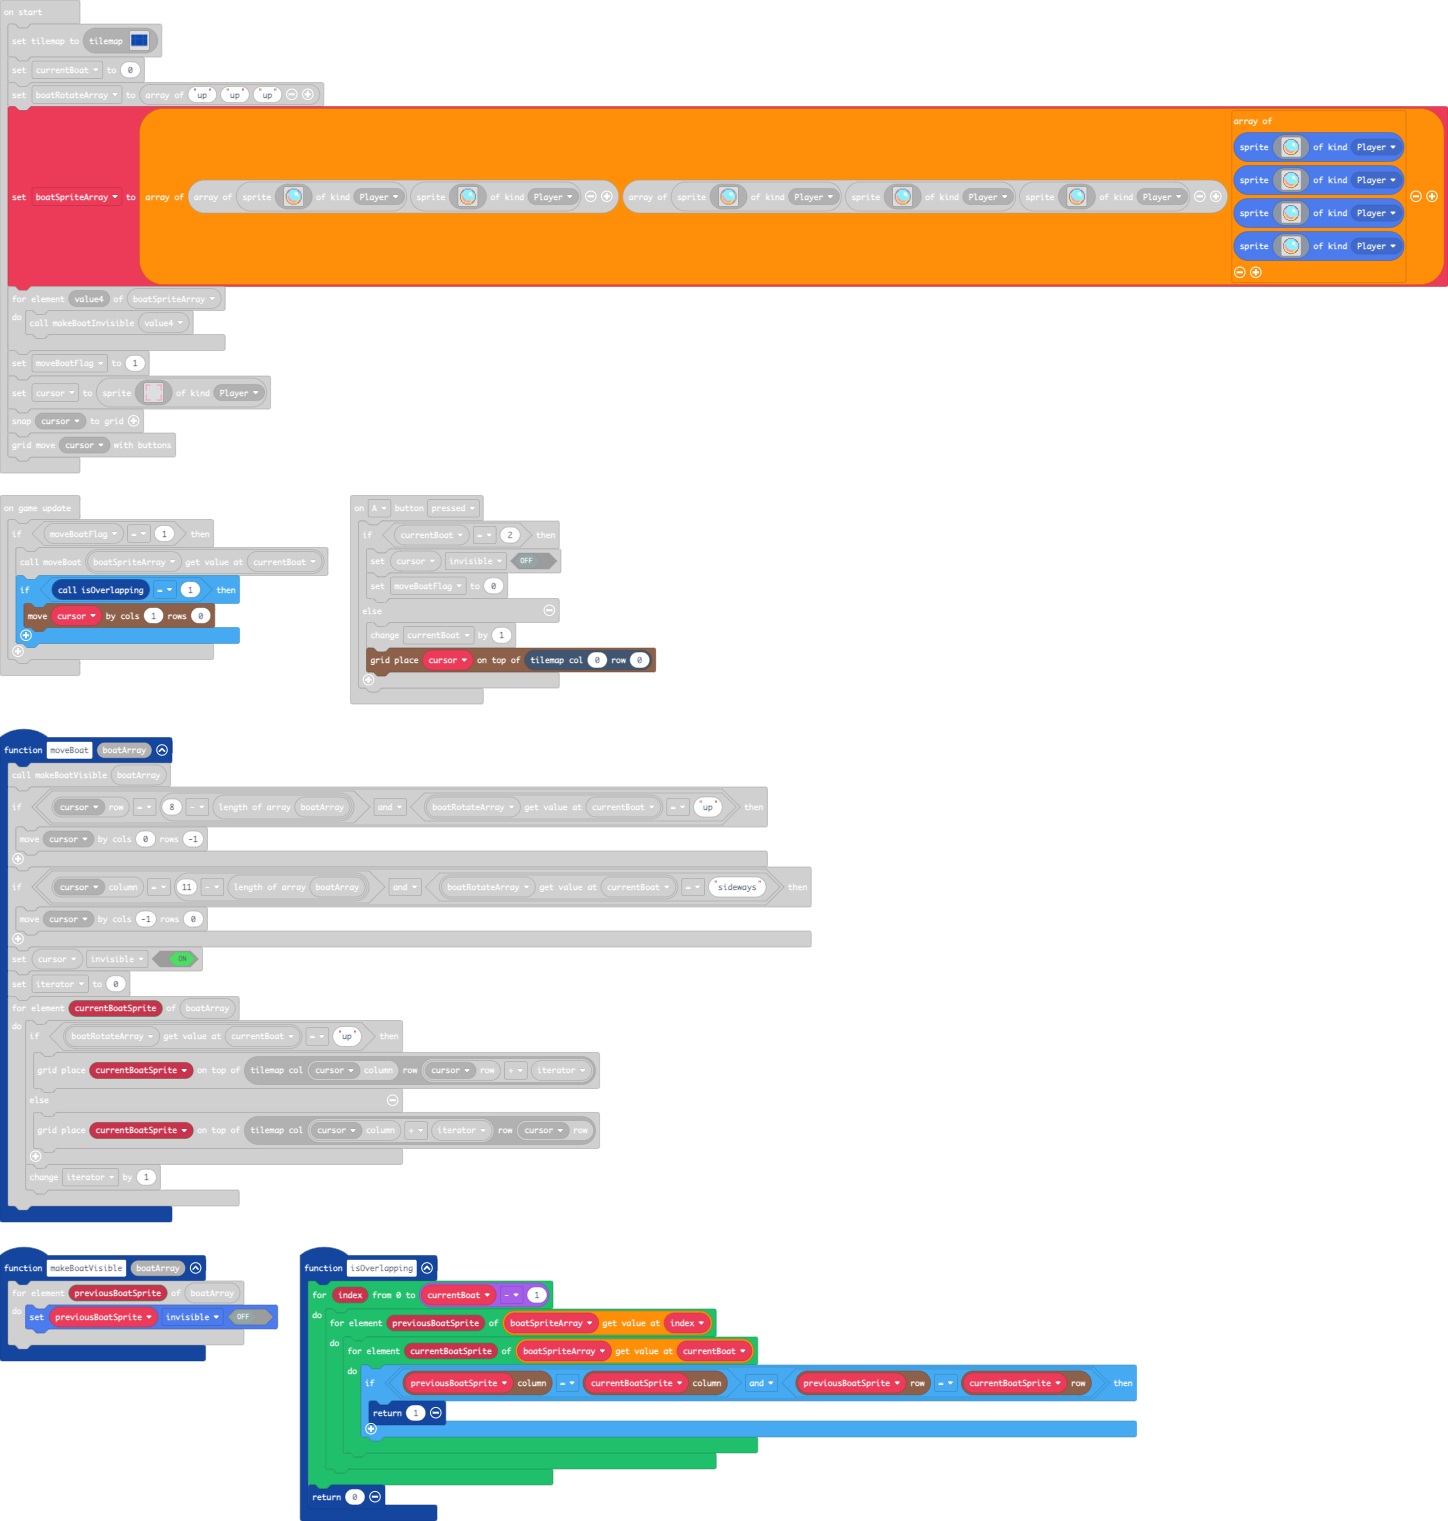 on start
set tilemap to tilemap
set currentBoat to 0
set boatRotateArray to array of "up" "up" "up"
array of
sprite of kind Player
sprite of kind Player
set boatSpriteArray to array of array of sprite of kind Player sprite of kind Player array of sprite of kind Player sprite of kind Player sprite of kind Player
sprite of kind Player
sprite of kind Player
for element value4 of boatSpriteArray
do call makeBoatInvisible value4
set moveBoatFlag to 1
set cursor to sprite of kind Player
snap cursor to grid
grid move cursor with buttons
on game update
if moveBoatFlag = 1 then
call moveBoat boatSpriteArray get value at currentBoat
if call isOverlapping = 1 then
move cursor by cols 1 rows 0
on A button pressed
if currentBoat = 2 then
set cursor invisible OFF
set moveBoatFlag to 0
else
change currentBoat by 1
grid place cursor on top of tilemap col 0 row 0
function moveBoat boatArray
call makeBoatVisible boatArray
if cursor row = 8 - length of array boatArray and boatRotateArray get value at currentBoat = "up" then
move cursor by cols 0 rows -1
if cursor column = 11 - length of array boatArray and boatRotateArray get value at currentBoat = "sideways" then
move cursor by cols -1 rows 0
set cursor invisible ON
set iterator to 0
for element currentBoatSprite of boatArray
do
if boatRotateArray get value at currentBoat = "up" then
grid place currentBoatSprite on top of tilemap col cursor column row cursor row + iterator
else
grid place currentBoatSprite on top of tilemap col cursor column + iterator row cursor row
change iterator by 1
function makeBoatVisible boatArray
for element previousBoatSprite of boatArray
do set previousBoatSprite invisible OFF
function isOverlapping
for index from 0 to currentBoat - 1
do for element previousBoatSprite of boatSpriteArray get value at index
do for element currentBoatSprite of boatSpriteArray get value at currentBoat
do if previousBoatSprite column = currentBoatSprite column and previousBoatSprite row = currentBoatSprite row then
return 1
return 0